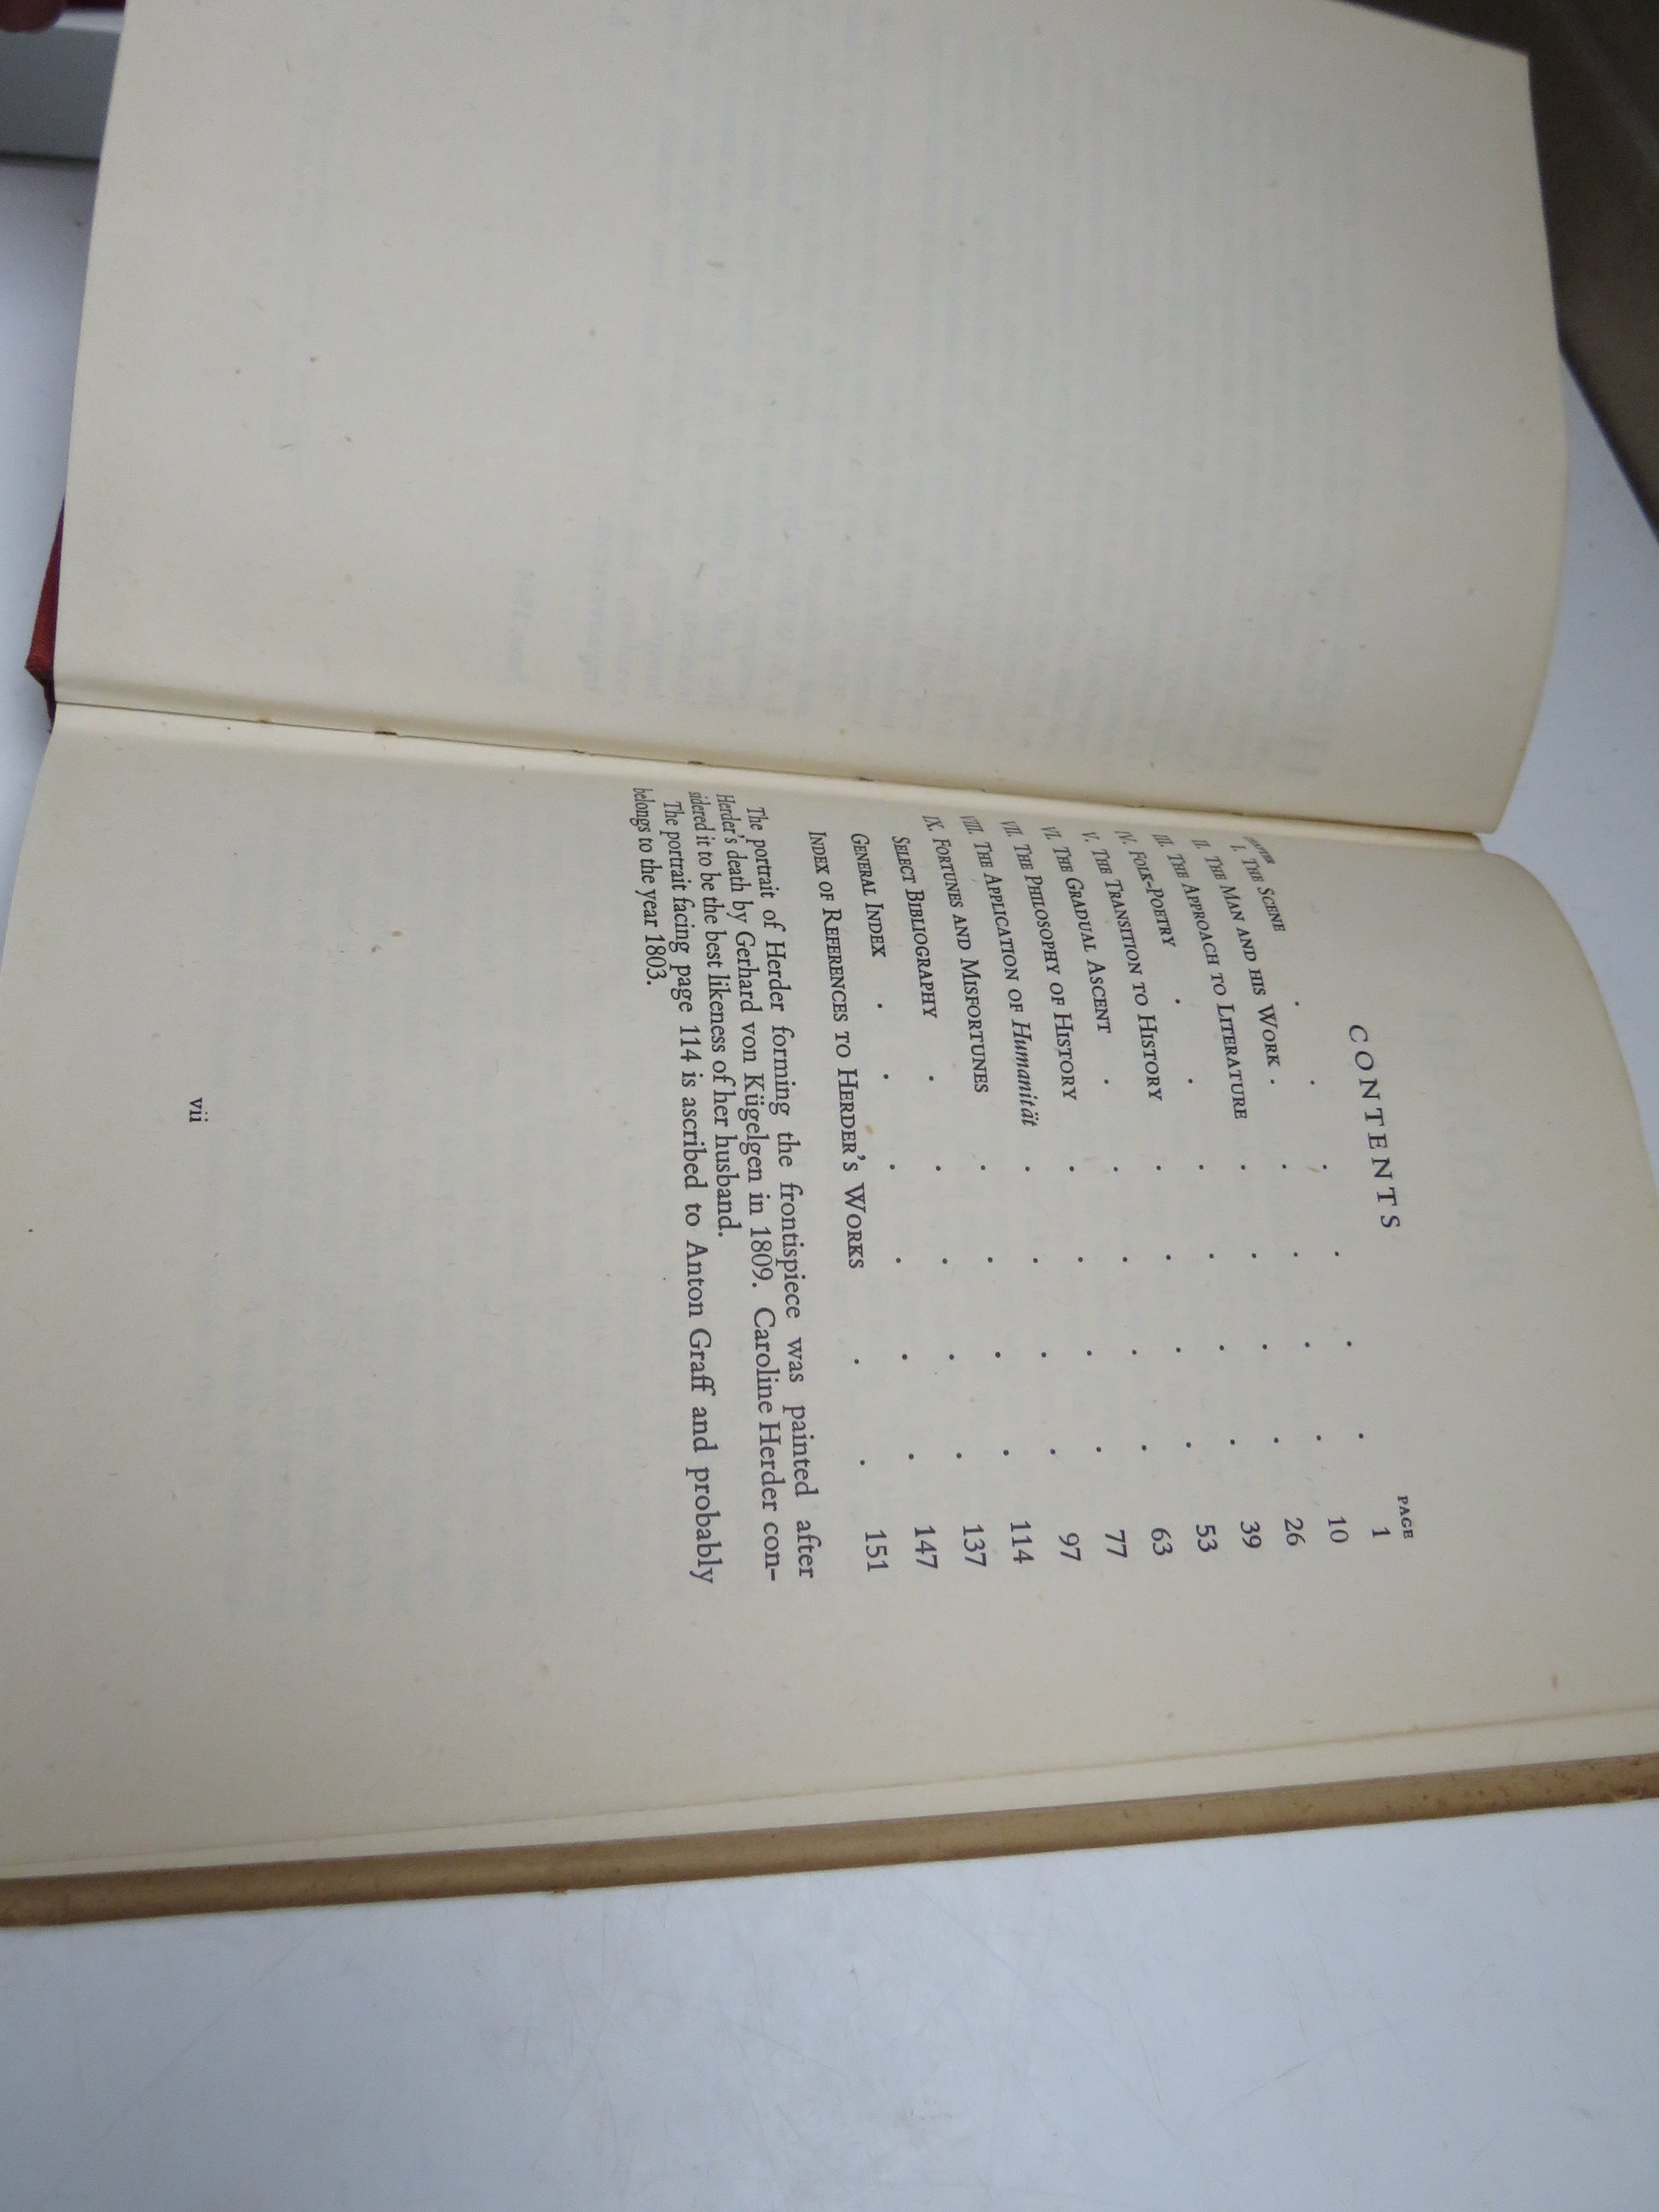 CONTENTS
CHAPTER PAGE
I. THE SCENE . . . . . . 1
II. THE MAN AND HIS WORK . . . . . 10
III. THE APPROACH TO LITERATURE . . . . 26
IV. FOLK-POETRY . . . . . . 39
V. THE TRANSITION TO HISTORY . . . . 53
VI. THE GRADUAL ASCENT . . . . . 63
VII. THE PHILOSOPHY OF HISTORY . . . . 77
VIII. THE APPLICATION OF Humanität . . . . 97
IX. FORTUNES AND MISFORTUNES . . . . 114
SELECT BIBLIOGRAPHY . . . . . 137
GENERAL INDEX . . . . . . 147
INDEX OF REFERENCES TO HERDER'S WORKS . . 151
The portrait of Herder forming the frontispiece was painted after
Herder's death by Gerhard von Kügelgen in 1809. Caroline Herder con-
sidered it to be the best likeness of her husband.
The portrait facing page 114 is ascribed to Anton Graff and probably
belongs to the year 1803.
vii